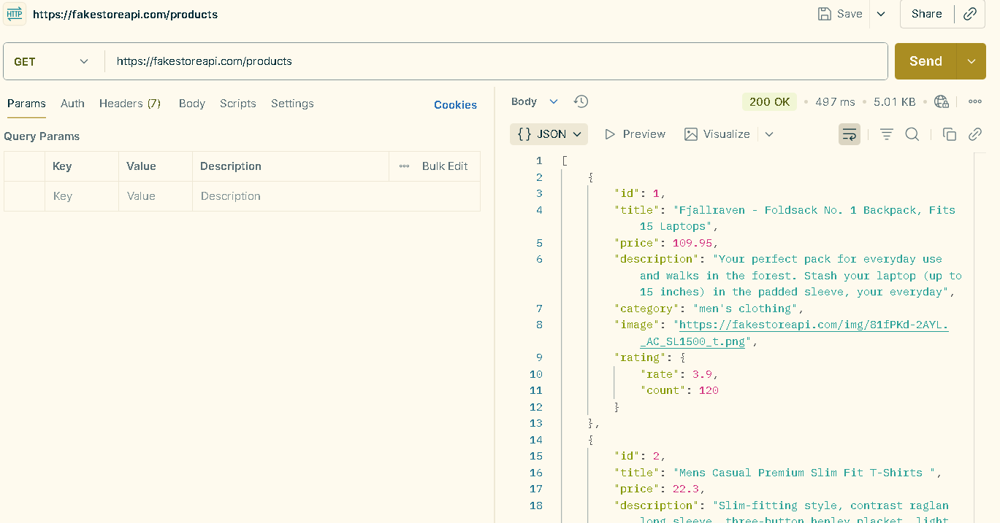 HTTP https://fakestoreapi.com/products Save Share
GET https://fakestoreapi.com/products Send
Params Auth Headers (7) Body Scripts Settings Cookies
Query Params
Key Value Description Bulk Edit
Key Value Description
Body 200 OK 497 ms 5.01 KB
{} JSON Preview Visualize
1 [
2 {
3 "id": 1,
4 "title": "Fjallraven - Foldsack No. 1 Backpack, Fits
15 Laptops",
5 "price": 109.95,
6 "description": "Your perfect pack for everyday use
and walks in the forest. Stash your laptop (up to
15 inches) in the padded sleeve, your everyday",
7 "category": "men's clothing",
8 "image": "https://fakestoreapi.com/img/81fPKd-2AYL.
_AC_SL1500_t.png",
9 "rating": {
10 "rate": 3.9,
11 "count": 120
12 }
13 },
14 {
15 "id": 2,
16 "title": "Mens Casual Premium Slim Fit T-Shirts ",
17 "price": 22.3,
18 "description": "Slim-fitting style, contrast raglan
long sleeve, three-button henley placket, light